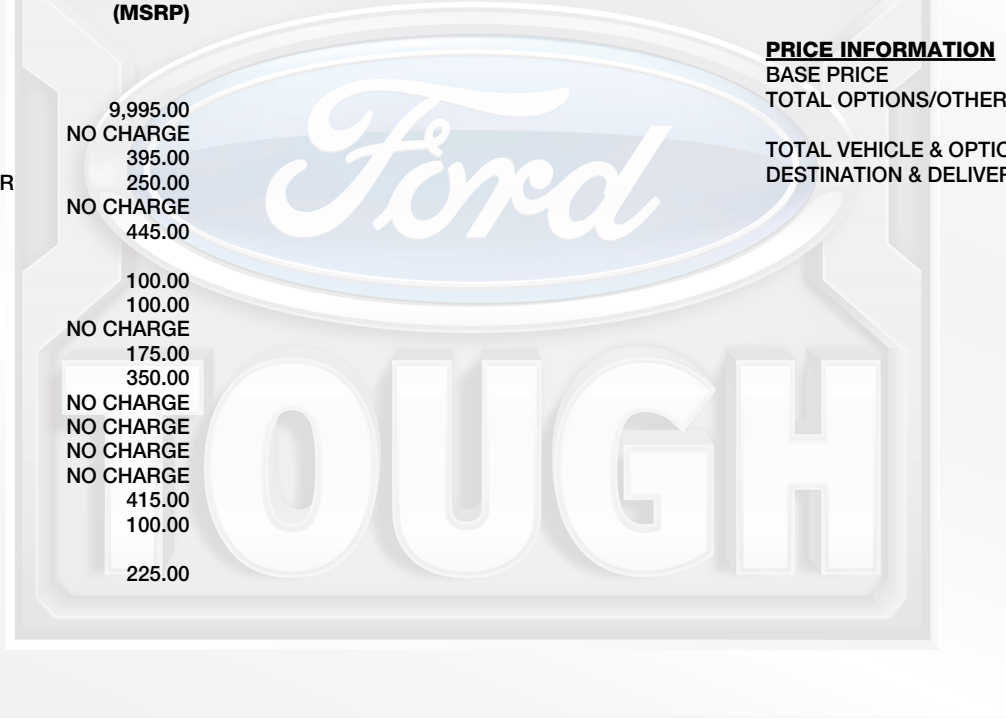 (MSRP)
9,995.00
NO CHARGE
395.00
R 250.00
NO CHARGE
445.00
100.00
100.00
NO CHARGE
175.00
350.00
NO CHARGE
NO CHARGE
NO CHARGE
NO CHARGE
415.00
100.00
225.00
PRICE INFORMATION
BASE PRICE
TOTAL OPTIONS/OTHER
TOTAL VEHICLE & OPTIO
DESTINATION & DELIVER
Ford
TOUGH